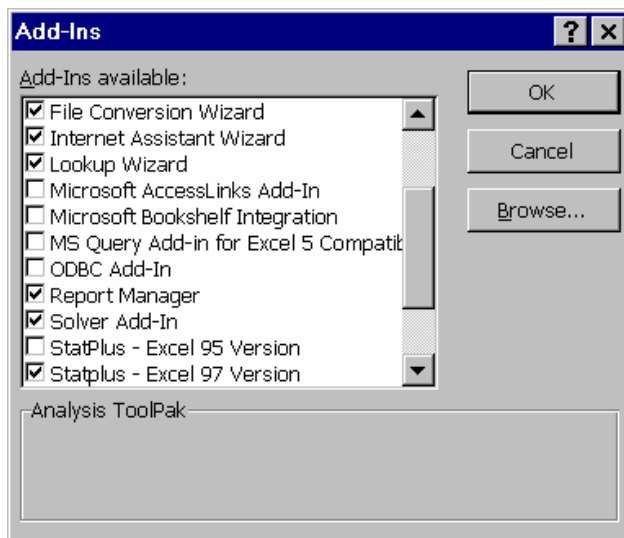 Add-Ins
Add-Ins available:
File Conversion Wizard
Internet Assistant Wizard
Lookup Wizard
Microsoft AccessLinks Add-In
Microsoft Bookshelf Integration
MS Query Add-in for Excel 5 Compatib
ODBC Add-In
Report Manager
Solver Add-In
StatPlus - Excel 95 Version
Statplus - Excel 97 Version
OK
Cancel
Browse...
Analysis ToolPak